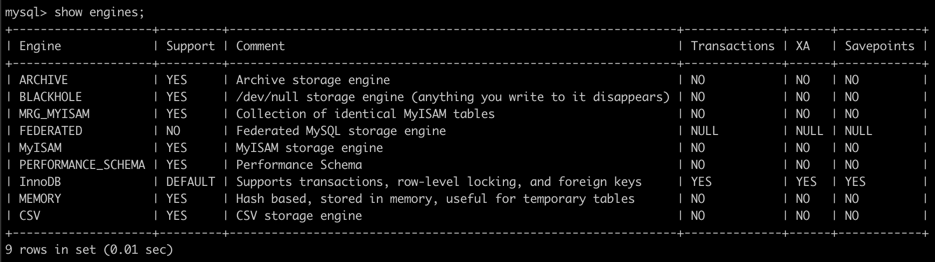 mysql> show engines;
+--------------------+---------+----------------------------------------------------------------+--------------+------+------------+
| Engine             | Support | Comment                                                        | Transactions | XA   | Savepoints |
+--------------------+---------+----------------------------------------------------------------+--------------+------+------------+
| ARCHIVE            | YES     | Archive storage engine                                         | NO           | NO   | NO         |
| BLACKHOLE          | YES     | /dev/null storage engine (anything you write to it disappears) | NO           | NO   | NO         |
| MRG_MYISAM         | YES     | Collection of identical MyISAM tables                          | NO           | NO   | NO         |
| FEDERATED          | NO      | Federated MySQL storage engine                                 | NULL         | NULL | NULL       |
| MyISAM             | YES     | MyISAM storage engine                                          | NO           | NO   | NO         |
| PERFORMANCE_SCHEMA | YES     | Performance Schema                                             | NO           | NO   | NO         |
| InnoDB             | DEFAULT | Supports transactions, row-level locking, and foreign keys     | YES          | YES  | YES        |
| MEMORY             | YES     | Hash based, stored in memory, useful for temporary tables      | NO           | NO   | NO         |
| CSV                | YES     | CSV storage engine                                             | NO           | NO   | NO         |
+--------------------+---------+----------------------------------------------------------------+--------------+------+------------+
9 rows in set (0.01 sec)